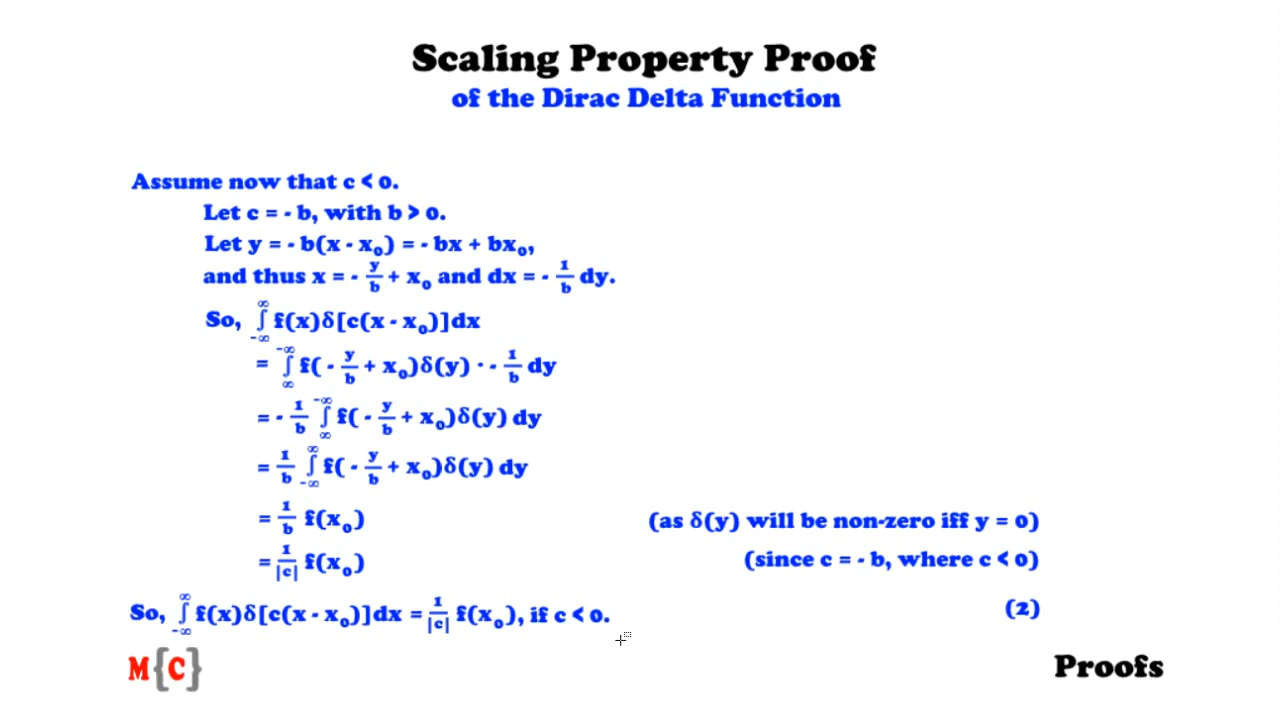 Scaling Property Proof
of the Dirac Delta Function
Assume now that c < 0.
Let c = - b, with b > 0.
Let y = - b(x - x₀) = - bx + bx₀,
and thus x = - y/b + x₀ and dx = - 1/b dy.
So, ∫_{-∞}^{∞} f(x)δ[c(x - x₀)]dx
= ∫_{∞}^{-∞} f( - y/b + x₀)δ(y) · - 1/b dy
= - 1/b ∫_{∞}^{-∞} f( - y/b + x₀)δ(y) dy
= 1/b ∫_{-∞}^{∞} f( - y/b + x₀)δ(y) dy
= 1/b f(x₀) (as δ(y) will be non-zero iff y = 0)
= 1/|c| f(x₀) (since c = - b, where c < 0)
So, ∫_{-∞}^{∞} f(x)δ[c(x - x₀)]dx = 1/|c| f(x₀), if c < 0. (2)
M{C} Proofs